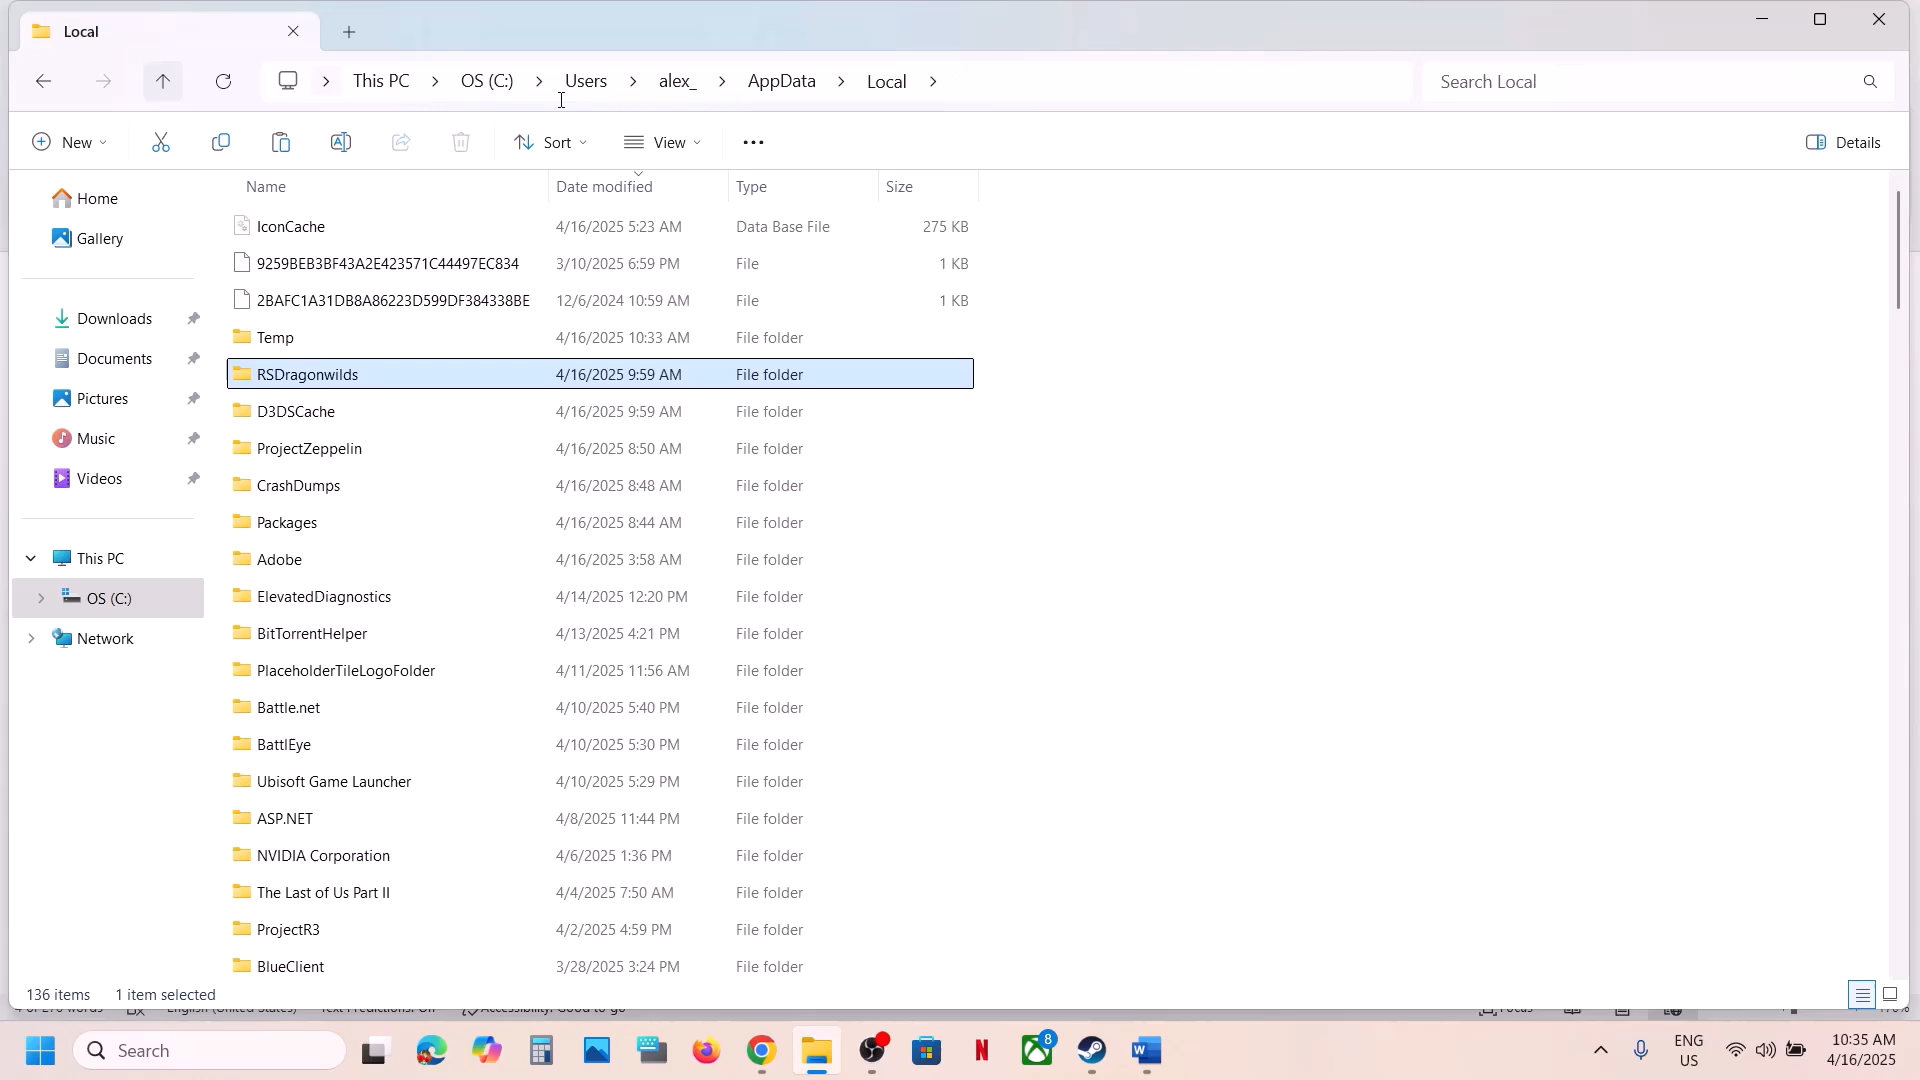 Local
This PC
OS (C:)
Users
alex_
AppData
Local
Search Local
New
Sort
View
Details
Name
Date modified
Type
Size
Home
Gallery
Downloads
Documents
Pictures
Music
Videos
This PC
OS (C:)
Network
IconCache 4/16/2025 5:23 AM Data Base File 275 KB
9259BEB3BF43A2E423571C44497EC834 3/10/2025 6:59 PM File 1 KB
2BAFC1A31DB8A86223D599DF384338BE 12/6/2024 10:59 AM File 1 KB
Temp 4/16/2025 10:33 AM File folder
RSDragonwilds 4/16/2025 9:59 AM File folder
D3DSCache 4/16/2025 9:59 AM File folder
ProjectZeppelin 4/16/2025 8:50 AM File folder
CrashDumps 4/16/2025 8:48 AM File folder
Packages 4/16/2025 8:44 AM File folder
Adobe 4/16/2025 3:58 AM File folder
ElevatedDiagnostics 4/14/2025 12:20 PM File folder
BitTorrentHelper 4/13/2025 4:21 PM File folder
PlaceholderTileLogoFolder 4/11/2025 11:56 AM File folder
Battle.net 4/10/2025 5:40 PM File folder
BattlEye 4/10/2025 5:30 PM File folder
Ubisoft Game Launcher 4/10/2025 5:29 PM File folder
ASP.NET 4/8/2025 11:44 PM File folder
NVIDIA Corporation 4/6/2025 1:36 PM File folder
The Last of Us Part II 4/4/2025 7:50 AM File folder
ProjectR3 4/2/2025 4:59 PM File folder
BlueClient 3/28/2025 3:24 PM File folder
136 items 1 item selected
Search
8
ENG
US
10:35 AM
4/16/2025